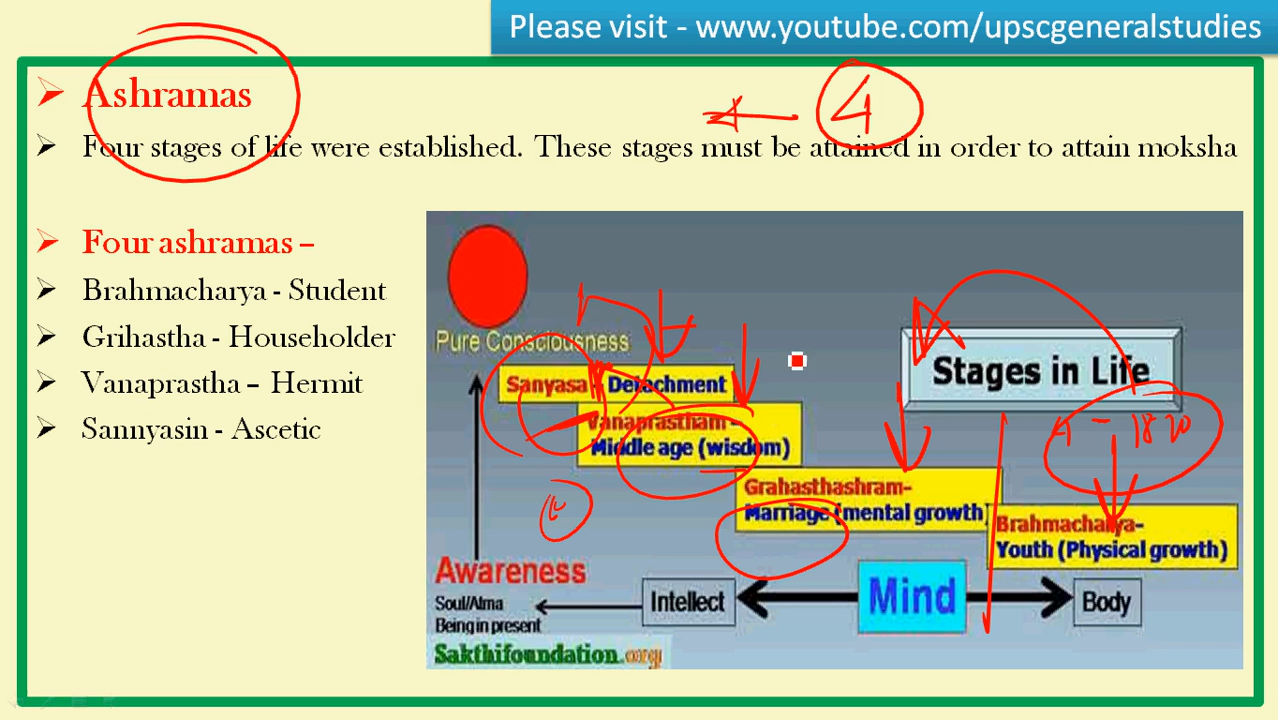 Please visit - www.youtube.com/upscgeneralstudies
Ashramas
4
Four stages of life were established. These stages must be attained in order to attain moksha
Four ashramas –
Brahmacharya - Student
Grihastha - Householder
Vanaprastha – Hermit
Sannyasin - Ascetic
Pure Consciousness
Stages in Life
Sanyasa - Detachment
Vanaprastham -
Middle age (wisdom)
Grahasthashram-
Marriage (mental growth)
Brahmacharya-
Youth (Physical growth)
Awareness
Soul/Atma
Being in present
Intellect
Mind
Body
Sakthifoundation.org